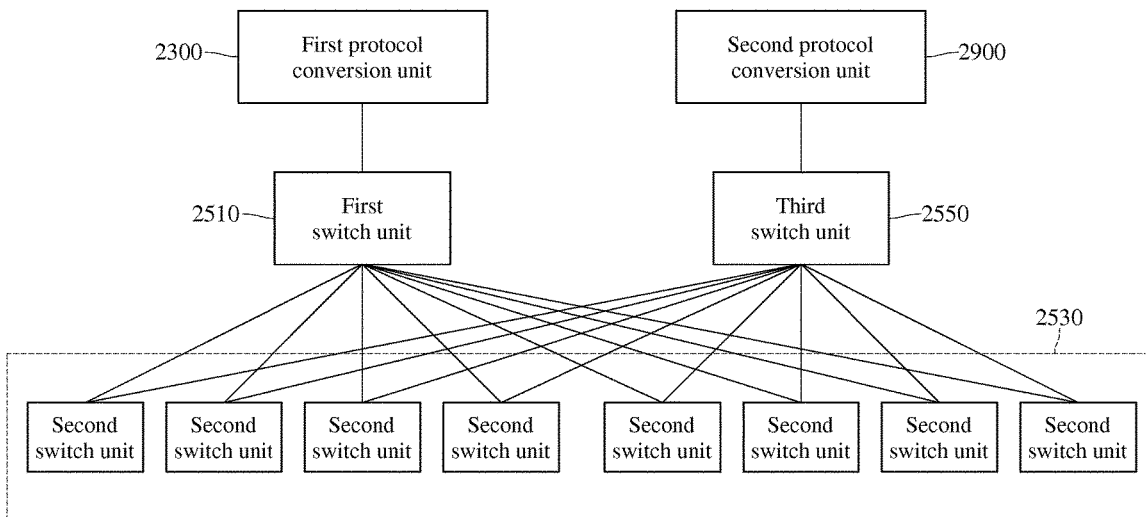 2300
First protocol
conversion unit
Second protocol
conversion unit
2900
2510
First
switch unit
Third
switch unit
2550
2530
Second
switch unit
Second
switch unit
Second
switch unit
Second
switch unit
Second
switch unit
Second
switch unit
Second
switch unit
Second
switch unit